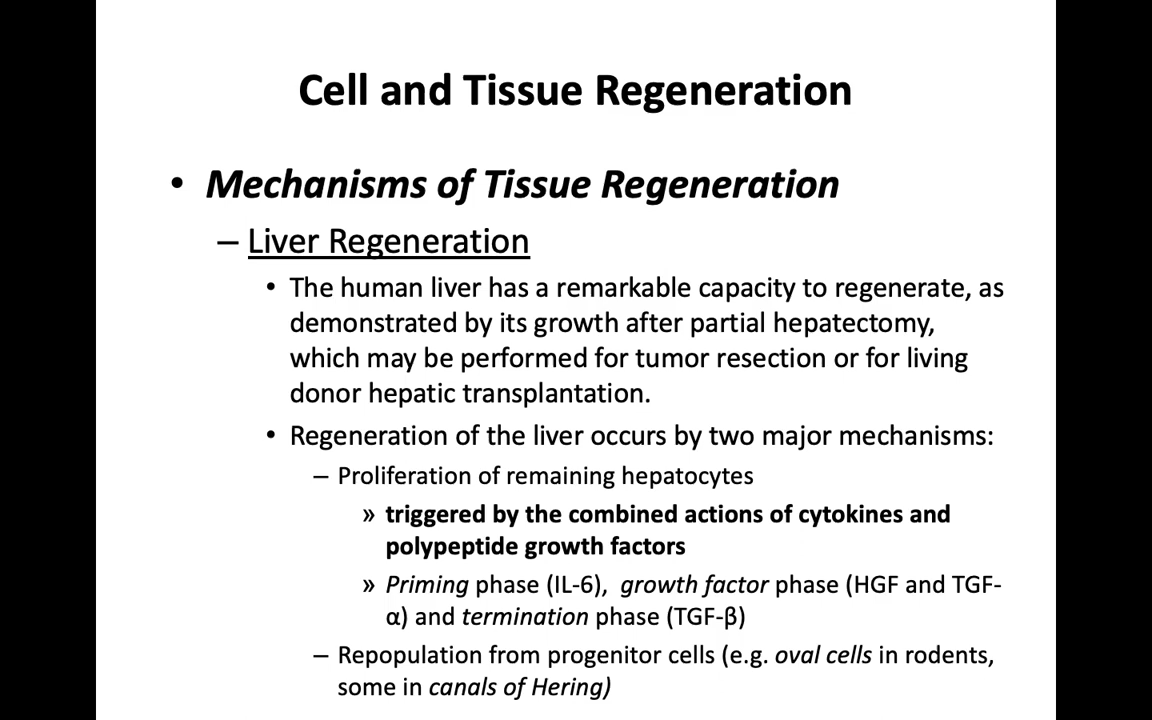 Cell and Tissue Regeneration
• Mechanisms of Tissue Regeneration
– Liver Regeneration
• The human liver has a remarkable capacity to regenerate, as
demonstrated by its growth after partial hepatectomy,
which may be performed for tumor resection or for living
donor hepatic transplantation.
• Regeneration of the liver occurs by two major mechanisms:
– Proliferation of remaining hepatocytes
» triggered by the combined actions of cytokines and
polypeptide growth factors
» Priming phase (IL-6), growth factor phase (HGF and TGF-
α) and termination phase (TGF-β)
– Repopulation from progenitor cells (e.g. oval cells in rodents,
some in canals of Hering)